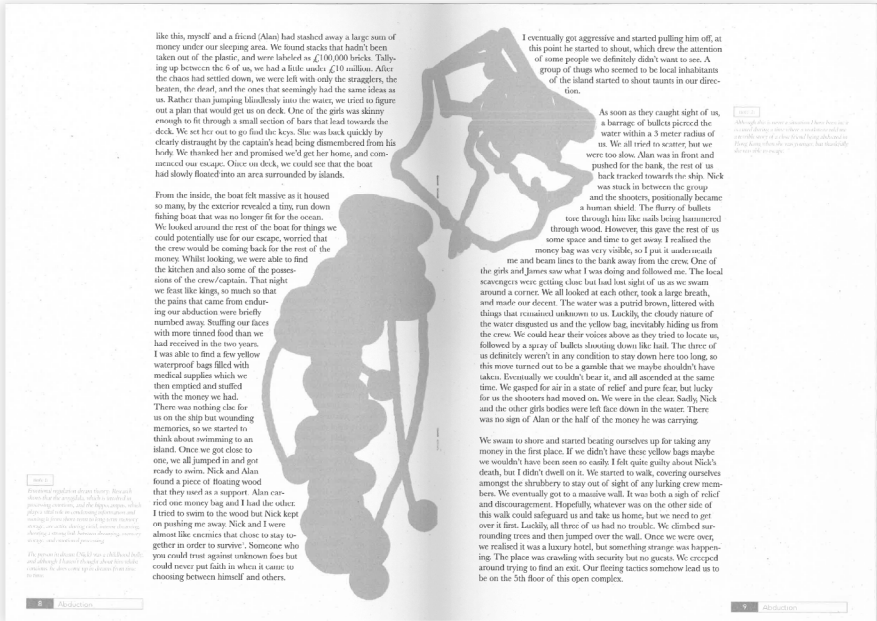 like this, myself and a friend (Alan) had stashed away a large sum of
money under our sleeping area. We found stacks that hadn't been
taken out of the plastic, and were labeled as £100,000 bricks. Tally-
ing up between the 6 of us, we had a little under £10 million. After
the chaos had settled down, we were left with only the stragglers, the
beaten, the dead, and the ones that seemingly had the same ideas as
us. Rather than jumping blindlessly into the water, we tried to figure
out a plan that would get us on deck. One of the girls was skinny
enough to fit through a small section of bars that lead towards the
deck. We set her out to go find the keys. She was back quickly by
clearly distraught by the captain's head being dismembered from his
body. We thanked her and promised we'd get her home, and com-
menced our escape. Once on deck, we could see that the boat
had slowly floated into an area surrounded by islands.
From the inside, the boat felt massive as it housed
so many, by the exterior revealed a tiny, run down
fishing boat that was no longer fit for the ocean.
We looked around the rest of the boat for things we
could potentially use for our escape, worried that
the crew would be coming back for the rest of the
money. Whilst looking, we were able to find
the kitchen and also some of the posses-
sions of the crew/captain. That night
we feast like kings, so much so that
the pains that came from endur-
ing our abduction were briefly
numbed away. Stuffing our faces
with more tinned food than we
had received in the two years.
I was able to find a few yellow
waterproof bags filled with
medical supplies which we
then emptied and stuffed
with the money we had.
There was nothing else for
us on the ship but wounding
memories, so we started to
think about swimming to an
island. Once we got close to
one, we all jumped in and got
ready to swim. Nick and Alan
found a piece of floating wood
that they used as a support. Alan car-
ried one money bag and I had the other.
I tried to swim to the wood but Nick kept
on pushing me away. Nick and I were
almost like enemies that chose to stay to-
gether in order to survive'. Someone who
you could trust against unknown foes but
could never put faith in when it came to
choosing between himself and others.
8 Abduction
I eventually got aggressive and started pulling him off, at
this point he started to shout, which drew the attention
of some people we definitely didn't want to see. A
group of thugs who seemed to be local inhabitants
of the island started to shout taunts in our direc-
tion.
As soon as they caught sight of us,
a barrage of bullets pierced the
water within a 3 meter radius of
us. We all tried to scatter, but we
were too slow. Alan was in front and
pushed for the bank, the rest of us
back tracked towards the ship. Nick
was stuck in between the group
and the shooters, positionally became
a human shield. The flurry of bullets
tore through him like nails being hammered
through wood. However, this gave the rest of us
some space and time to get away. I realised the
money bag was very visible, so I put it underneath
me and beam lines to the bank away from the crew. One of
the girls and James saw what I was doing and followed me. The local
scavengers were getting close but had lost sight of us as we swam
around a corner. We all looked at each other, took a large breath,
and made our decent. The water was a putrid brown, littered with
things that remained unknown to us. Luckily, the cloudy nature of
the water disgusted us and the yellow bag, inevitably hiding us from
the crew. We could hear their voices above as they tried to locate us,
followed by a spray of bullets shooting down like hail. The three of
us definitely weren't in any condition to stay down here too long, so
this move turned out to be a gamble that we maybe shouldn't have
taken. Eventually we couldn't bear it, and all ascended at the same
time. We gasped for air in a state of relief and pure fear, but lucky
for us the shooters had moved on. We were in the clear. Sadly, Nick
and the other girls bodies were left face down in the water. There
was no sign of Alan or the half of the money he was carrying.
We swam to shore and started beating ourselves up for taking any
money in the first place. If we didn't have these yellow bags maybe
we wouldn't have been seen so easily. I felt quite guilty about Nick's
death, but I didn't dwell on it. We started to walk, covering ourselves
amongst the shrubbery to stay out of sight of any lurking crew mem-
bers. We eventually got to a massive wall. It was both a sigh of relief
and discouragement. Hopefully, whatever was on the other side of
this walk could safeguard us and take us home, but we need to get
over it first. Luckily, all three of us had no trouble. We climbed sur-
rounding trees and then jumped over the wall. Once we were over,
we realised it was a luxury hotel, but something strange was happen-
ing. The place was crawling with security but no guests. We creeped
around trying to find an exit. Our fleeing tactics somehow lead us to
be on the 5th floor of this open complex.
9 Abduction